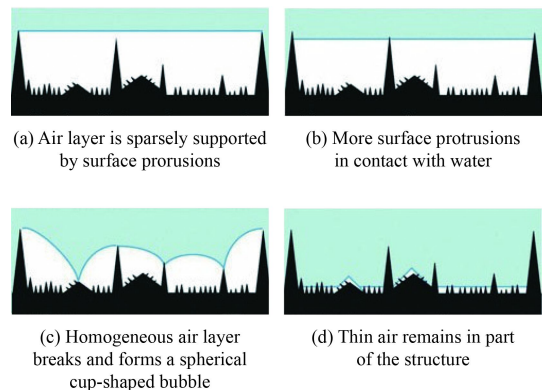 (a) Air layer is sparsely supported
by surface prorusions
(b) More surface protrusions
in contact with water
(c) Homogeneous air layer
breaks and forms a spherical
cup-shaped bubble
(d) Thin air remains in part
of the structure